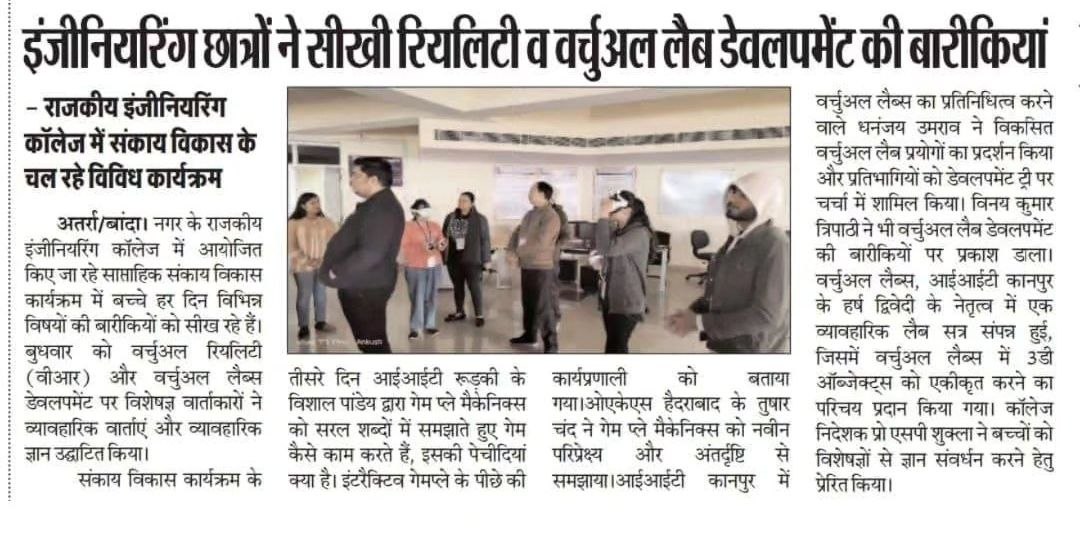 इंजीनियरिंग छात्रों ने सीखी रियलिटी व वर्चुअल लैब डेवलपमेंट की बारीकियां
– राजकीय इंजीनियरिंग
कॉलेज में संकाय विकास के
चल रहे विविध कार्यक्रम
अतर्रा/बांदा। नगर के राजकीय
इंजीनियरिंग कॉलेज में आयोजित
किए जा रहे साप्ताहिक संकाय विकास
कार्यक्रम में बच्चे हर दिन विभिन्न
विषयों की बारीकियों को सीख रहे हैं।
बुधवार को वर्चुअल रियलिटी
(वीआर) और वर्चुअल लैब्स
डेवलपमेंट पर विशेषज्ञ वार्ताकारों ने
व्यावहारिक वार्ताएं और व्यावहारिक
ज्ञान उद्घाटित किया।
संकाय विकास कार्यक्रम के
Ankush
तीसरे दिन आईआईटी रूड़की के
विशाल पांडेय द्वारा गेम प्ले मैकेनिक्स
को सरल शब्दों में समझाते हुए गेम
कैसे काम करते हैं, इसकी पेचीदियां
क्या है। इंटरैक्टिव गेमप्ले के पीछे की
कार्यप्रणाली को बताया
गया।ओएकेएस हैदराबाद के तुषार
चंद ने गेम प्ले मैकेनिक्स को नवीन
परिप्रेक्ष्य और अंतर्दृष्टि से
समझाया।आईआईटी कानपुर में
वर्चुअल लैब्स का प्रतिनिधित्व करने
वाले धनंजय उमराव ने विकसित
वर्चुअल लैब प्रयोगों का प्रदर्शन किया
और प्रतिभागियों को डेवलपमेंट ट्री पर
चर्चा में शामिल किया। विनय कुमार
त्रिपाठी ने भी वर्चुअल लैब डेवलपमेंट
की बारीकियों पर प्रकाश डाला।
वर्चुअल लैब्स, आईआईटी कानपुर
के हर्ष द्विवेदी के नेतृत्व में एक
व्यावहारिक लैब सत्र संपन्न हुई,
जिसमें वर्चुअल लैब्स में 3डी
ऑब्जेक्ट्स को एकीकृत करने का
परिचय प्रदान किया गया। कॉलेज
निदेशक प्रो एसपी शुक्ला ने बच्चों को
विशेषज्ञों से ज्ञान संवर्धन करने हेतु
प्रेरित किया।